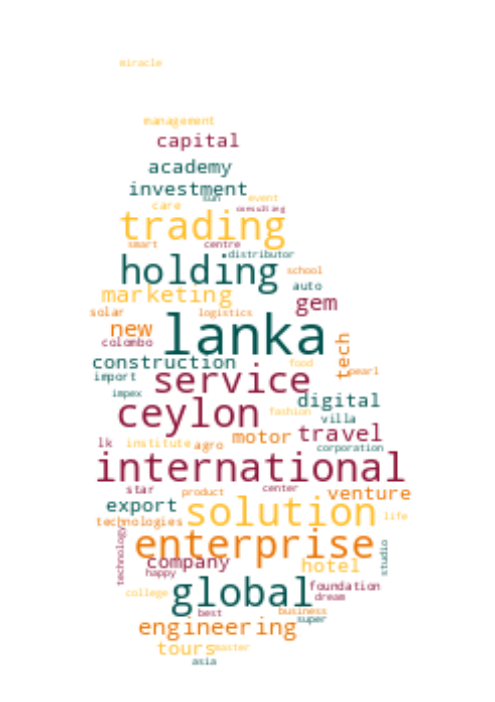 miracle
management
capital
academy
investment
sun event
care consulting
trading
smart centre
distributor
holding school
auto
marketing gem
solar logistics
new lanka
colombo tech
construction food
import service pearl
impex digital
ceylon fashion villa
lk institute agro motor travel
corporation
international
star product center venture
export solution life
technologies
technology enterprise studio
company hotel
happy
college global foundation
dream
best business
super
engineering
tours master
asia